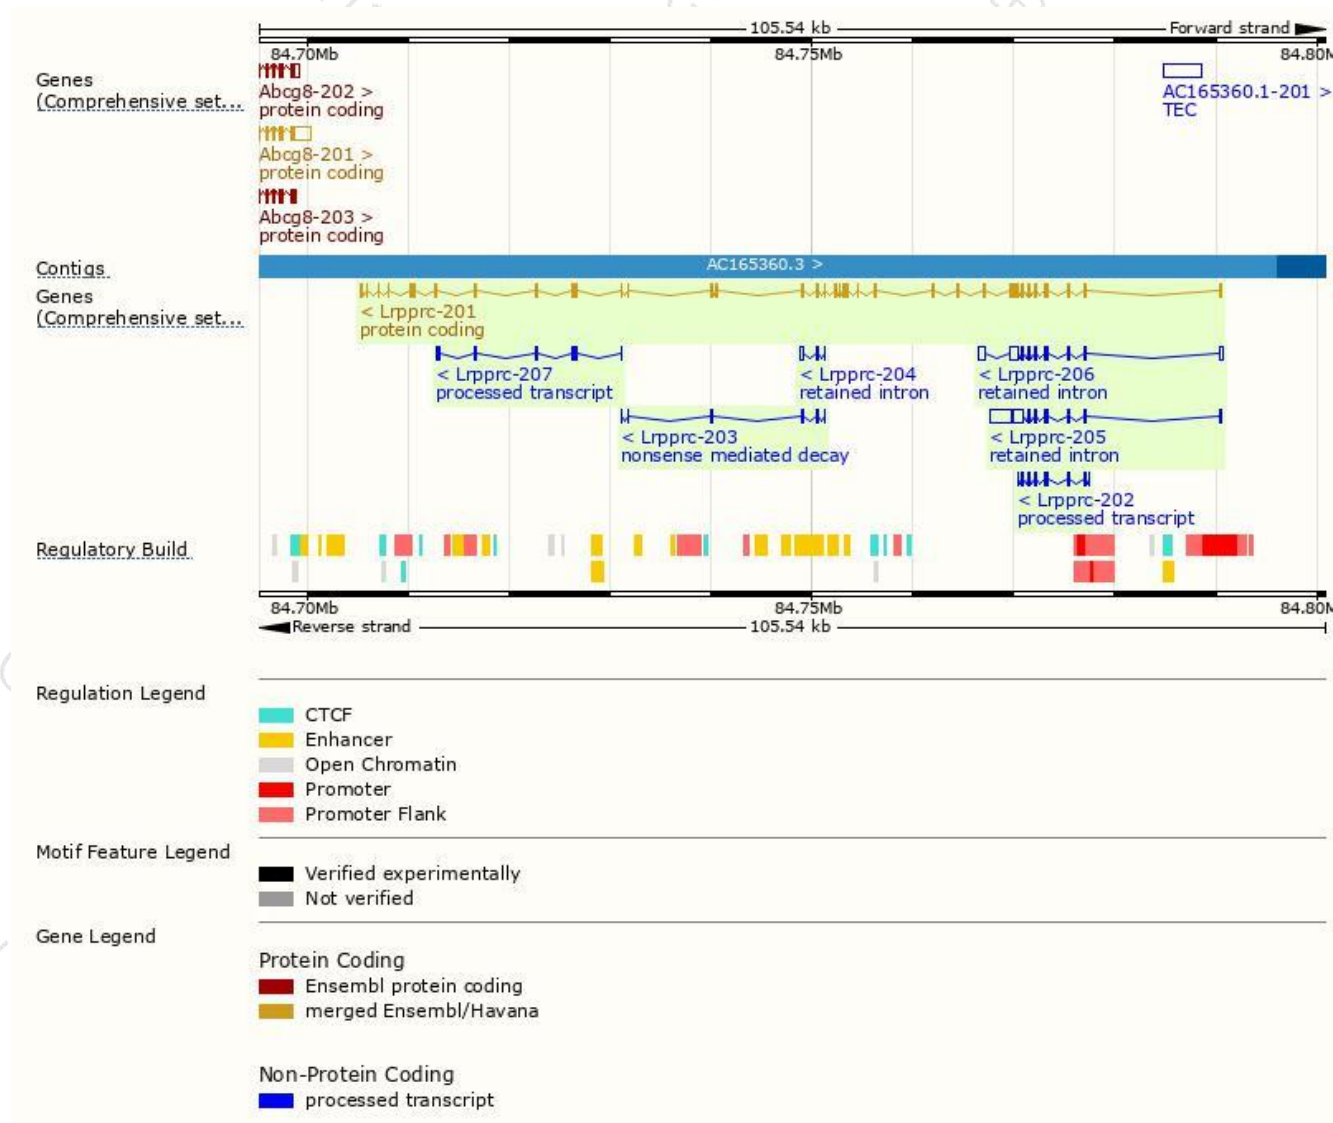 105.54 kb
Forward strand
84.70Mb
84.75Mb
84.80M
Genes
(Comprehensive set...
Abcg8-202 >
protein coding
AC165360.1-201 >
TEC
Abcg8-201 >
protein coding
Abcg8-203 >
protein coding
Contigs
AC165360.3 >
Genes
(Comprehensive set...
< Lrpprc-201
protein coding
< Lrpprc-207
processed transcript
< Lrpprc-204
retained intron
< Lrpprc-206
retained intron
< Lrpprc-203
nonsense mediated decay
< Lrpprc-205
retained intron
< Lrpprc-202
processed transcript
Regulatory Build
84.70Mb
84.75Mb
84.80M
Reverse strand
105.54 kb
Regulation Legend
CTCF
Enhancer
Open Chromatin
Promoter
Promoter Flank
Motif Feature Legend
Verified experimentally
Not verified
Gene Legend
Protein Coding
Ensembl protein coding
merged Ensembl/Havana
Non-Protein Coding
processed transcript